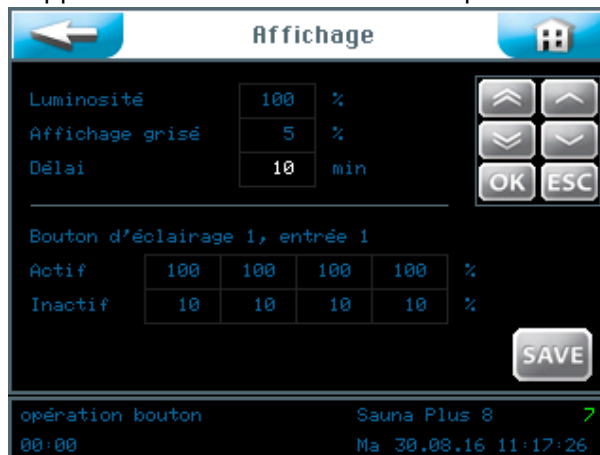 Affichage
Luminosité 100 %
Affichage grisé 5 %
Délai 10 min
OK ESC
Bouton d'éclairage 1, entrée 1
Actif 100 100 100 100 %
Inactif 10 10 10 10 %
SAVE
opération bouton Sauna Plus 8 7
00:00 Ma 30.08.16 11:17:26